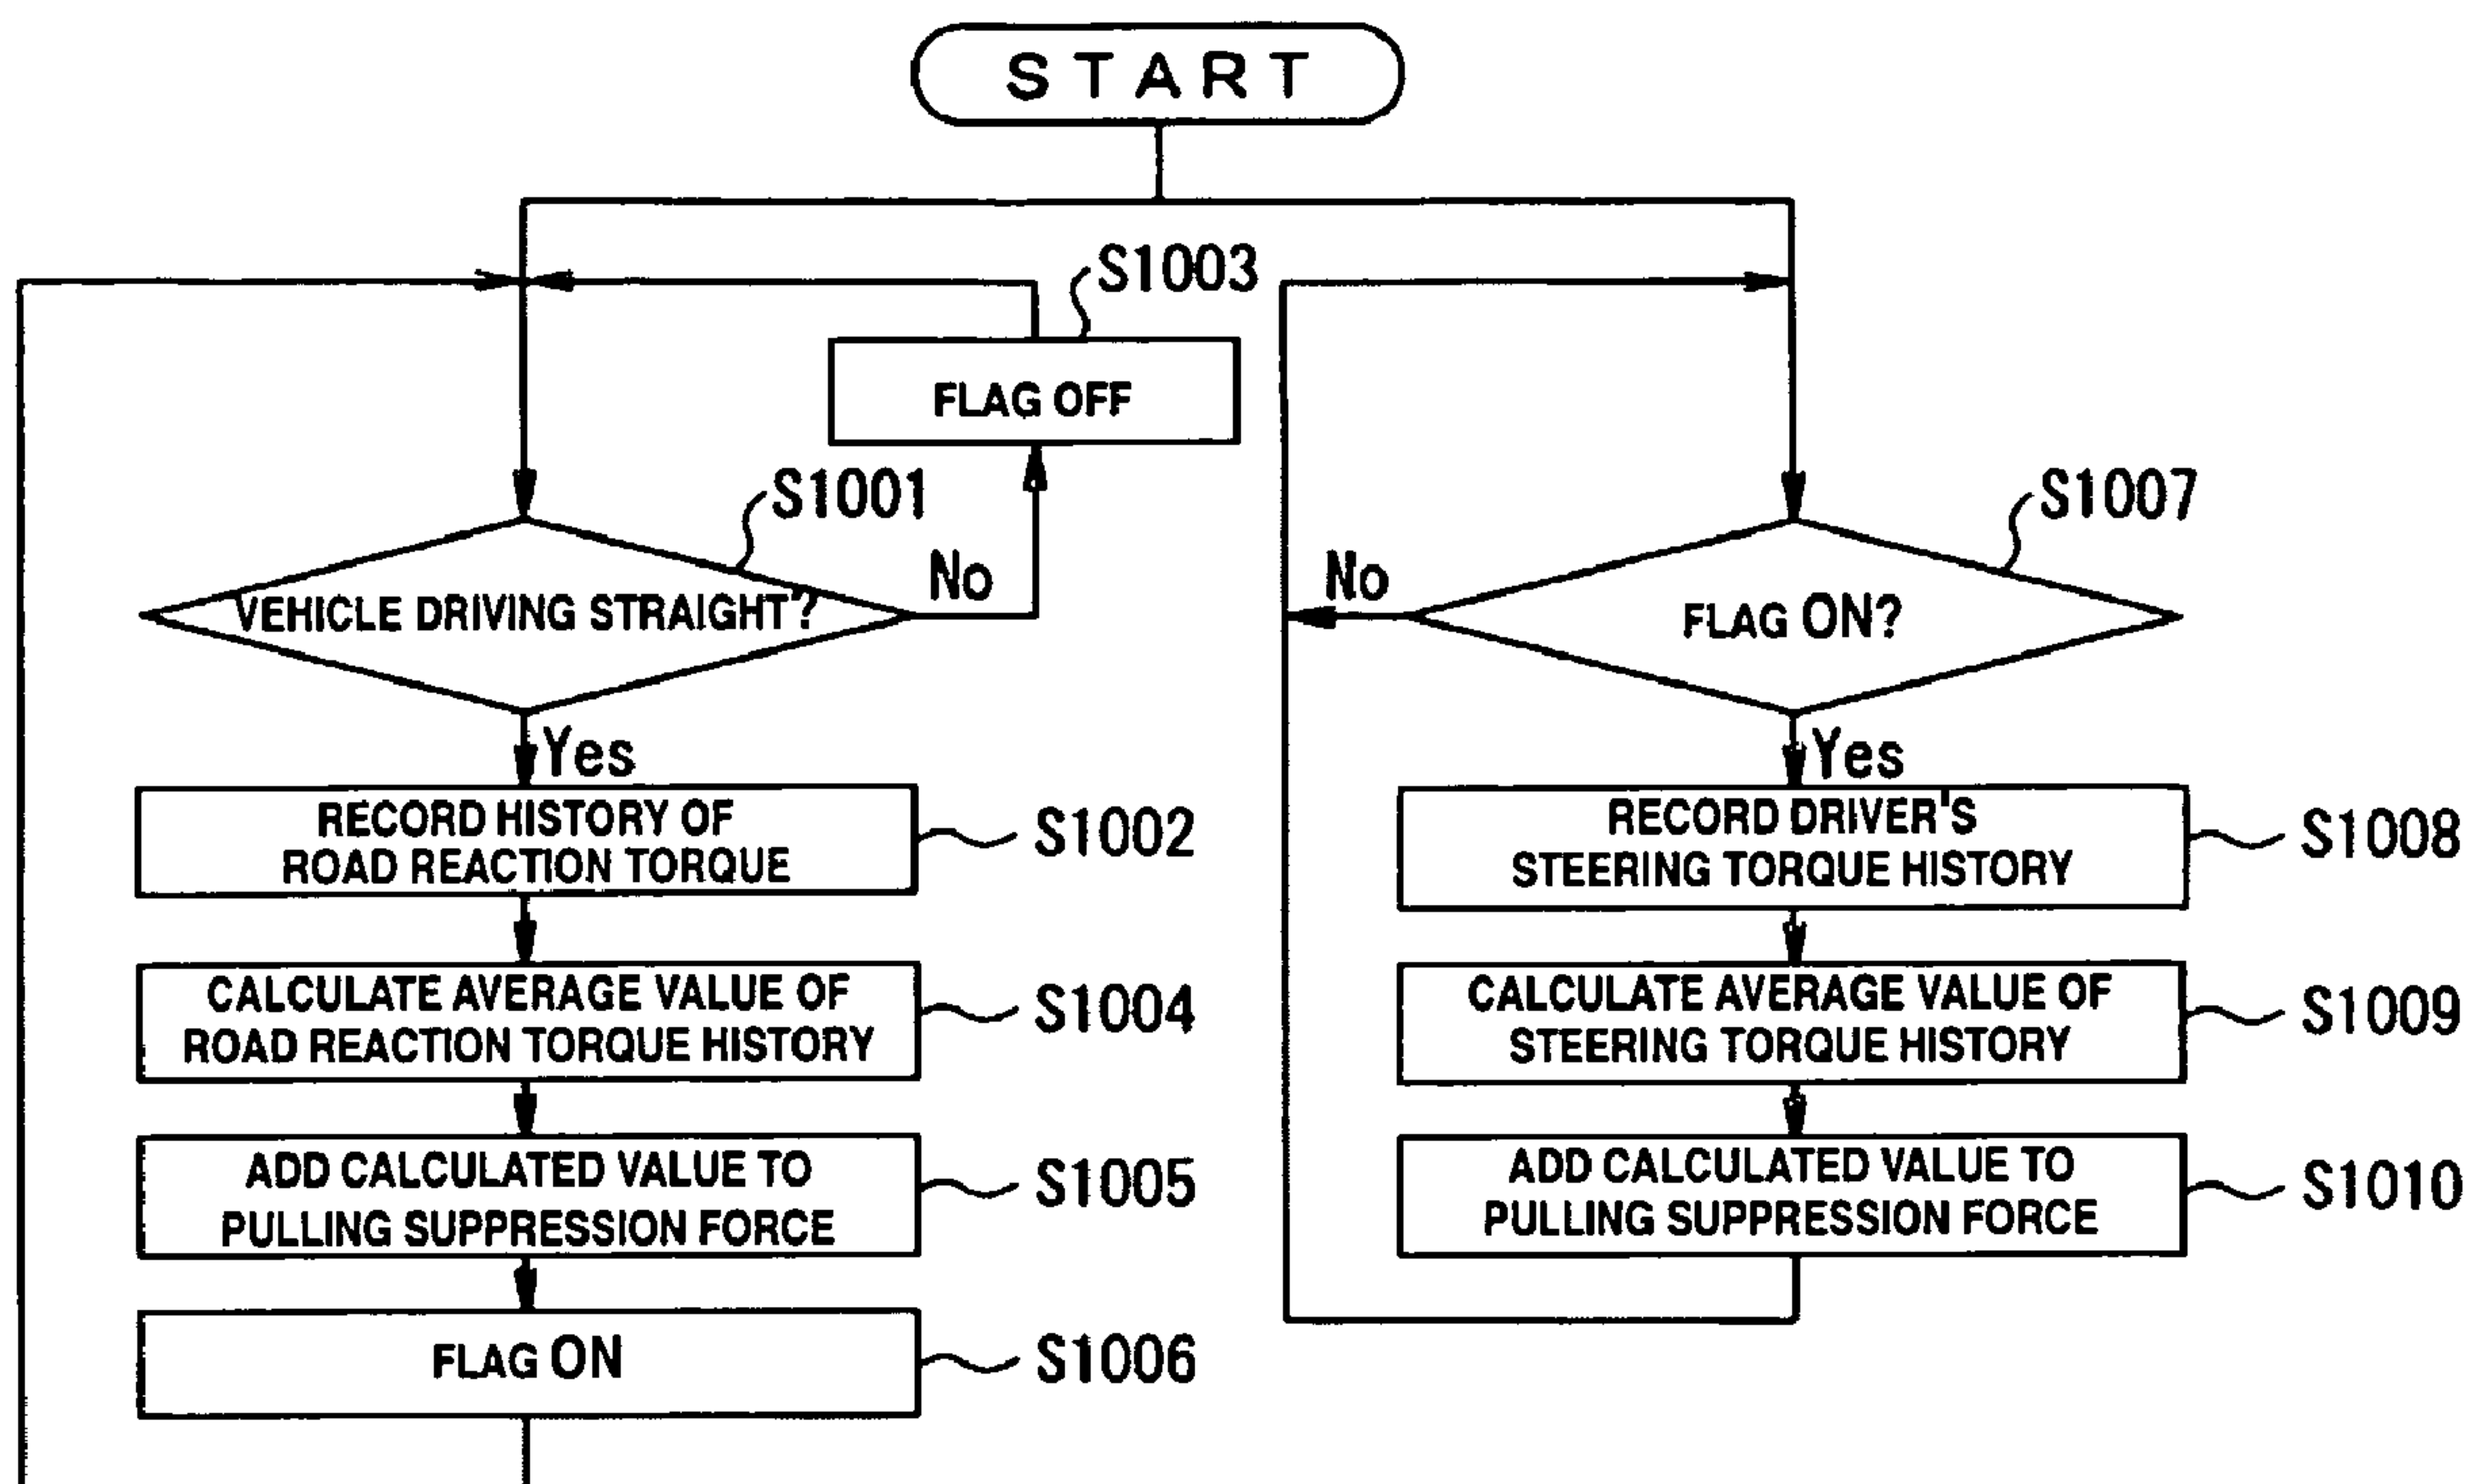 START
S1003
FLAG OFF
S1001
VEHICLE DRIVING STRAIGHT?
No
Yes
RECORD HISTORY OF
ROAD REACTION TORQUE
S1002
CALCULATE AVERAGE VALUE OF
ROAD REACTION TORQUE HISTORY
S1004
ADD CALCULATED VALUE TO
PULLING SUPPRESSION FORCE
S1005
FLAG ON
S1006
S1007
FLAG ON?
No
Yes
RECORD DRIVER'S
STEERING TORQUE HISTORY
S1008
CALCULATE AVERAGE VALUE OF
STEERING TORQUE HISTORY
S1009
ADD CALCULATED VALUE TO
PULLING SUPPRESSION FORCE
S1010